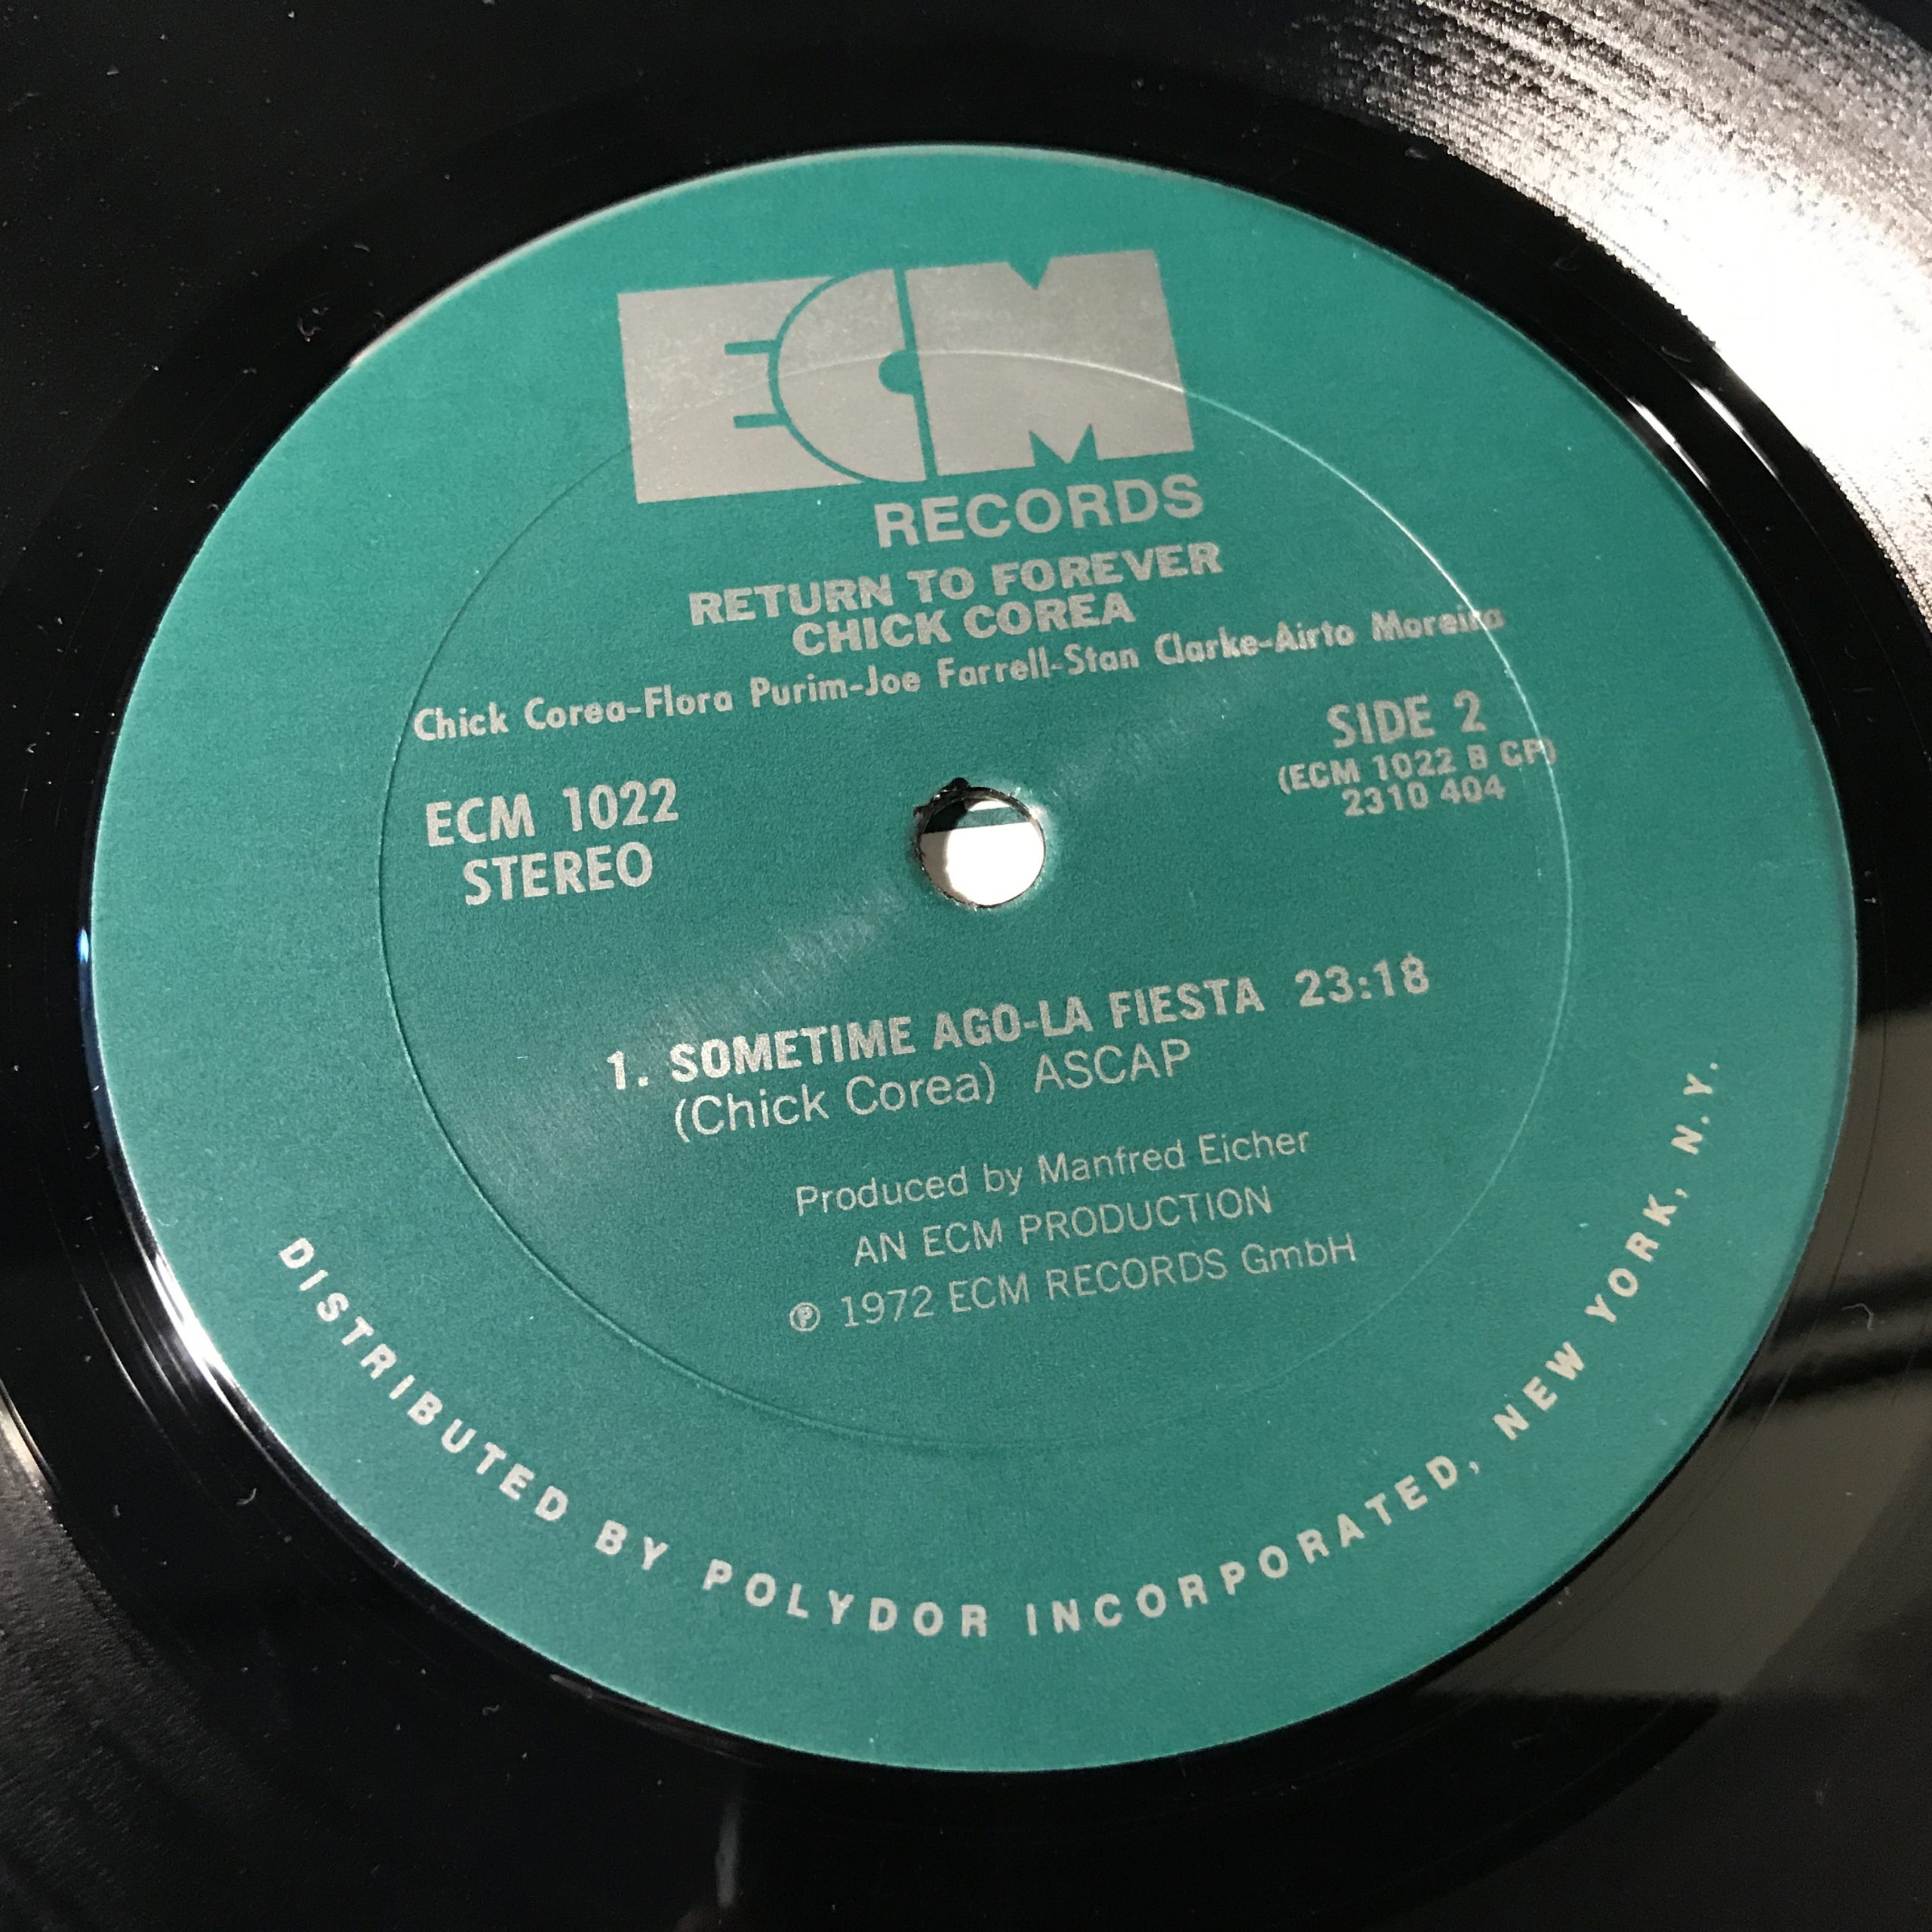 ECM
RECORDS
RETURN TO FOREVER
CHICK COREA
Chick Corea-Flora Purim-Joe Farrell-Stan Clarke-Airto Moreira
SIDE 2
(ECM 1022 B GP)
2310 404
ECM 1022
STEREO
1. SOMETIME AGO-LA FIESTA 23:18
(Chick Corea) ASCAP
Produced by Manfred Eicher
AN ECM PRODUCTION
℗ 1972 ECM RECORDS GmbH
DISTRIBUTED BY POLYDOR INCORPORATED, NEW YORK, N.Y.